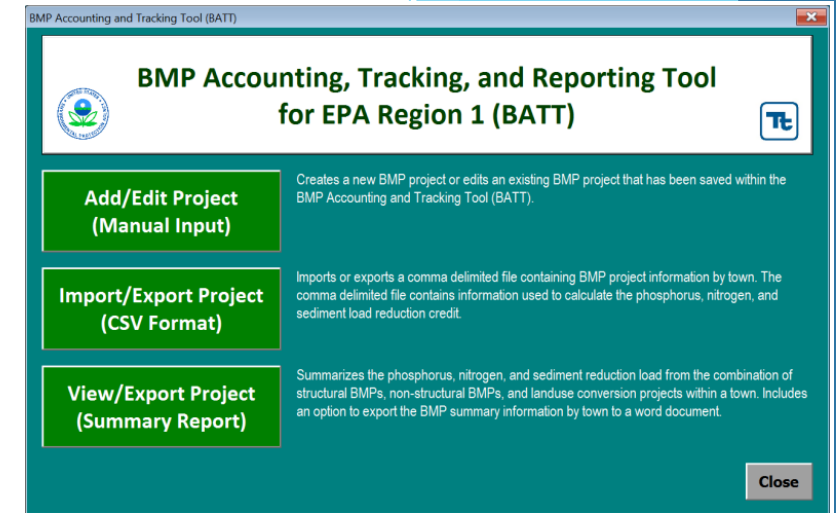 BMP Accounting and Tracking Tool (BATT)
BMP Accounting, Tracking, and Reporting Tool
for EPA Region 1 (BATT)
Tt
Add/Edit Project
(Manual Input)
Creates a new BMP project or edits an existing BMP project that has been saved within the
BMP Accounting and Tracking Tool (BATT).
Import/Export Project
(CSV Format)
Imports or exports a comma delimited file containing BMP project information by town. The
comma delimited file contains information used to calculate the phosphorus, nitrogen, and
sediment load reduction credit.
View/Export Project
(Summary Report)
Summarizes the phosphorus, nitrogen, and sediment reduction load from the combination of
structural BMPs, non-structural BMPs, and landuse conversion projects within a town. Includes
an option to export the BMP summary information by town to a word document.
Close